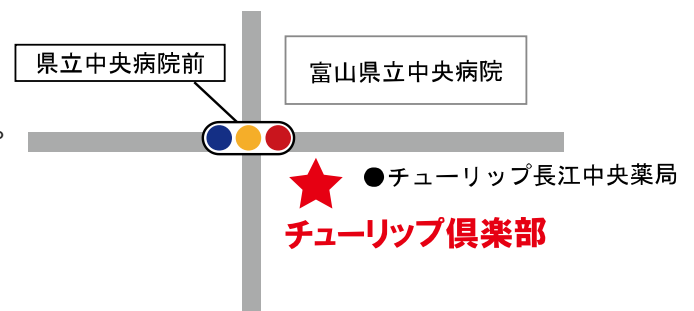 県立中央病院前
富山県立中央病院
●チューリップ長江中央薬局
チューリップ倶楽部